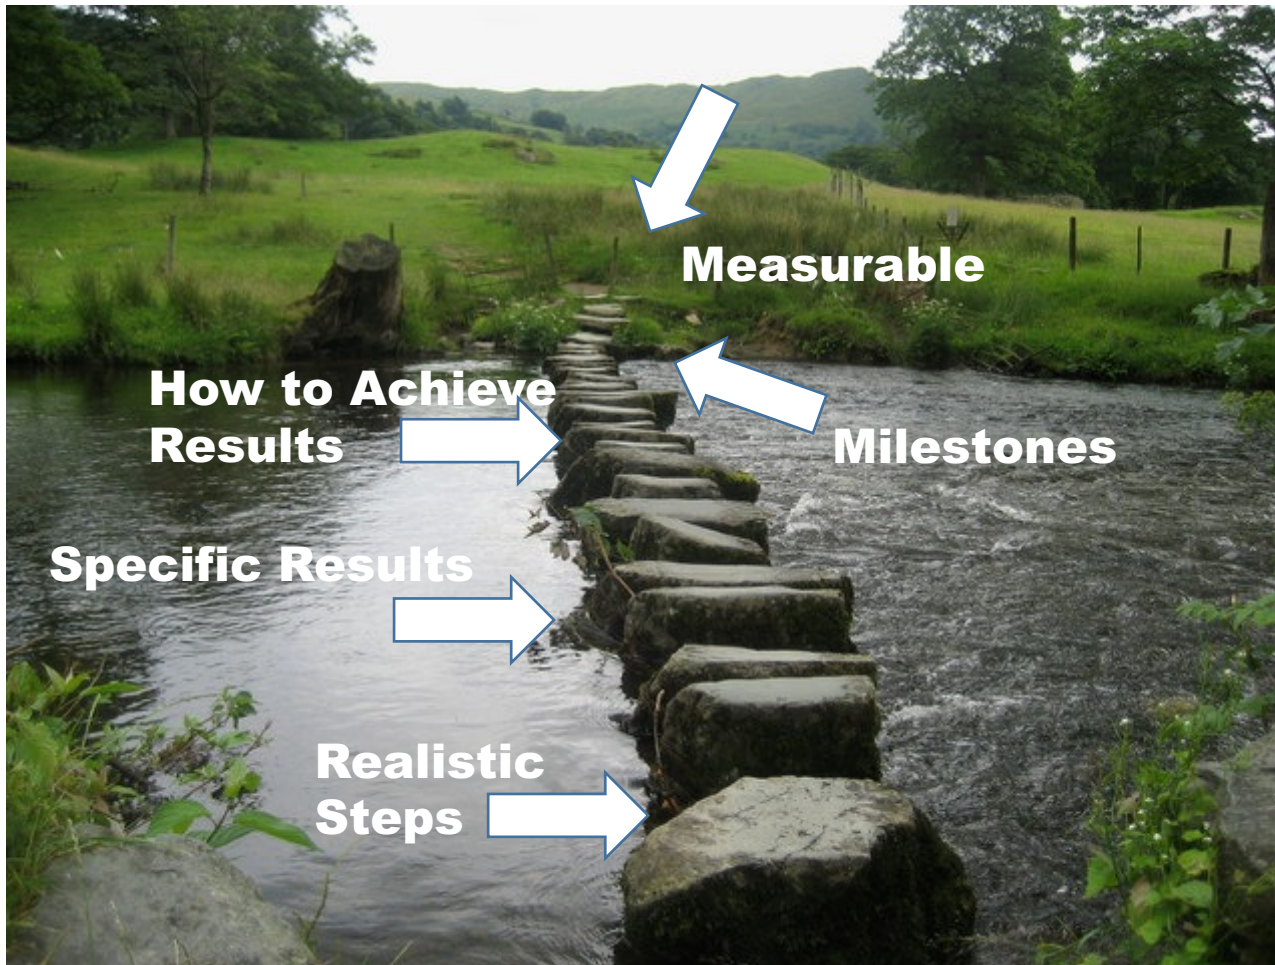 Measurable
How to Achieve
Results
Milestones
Specific Results
Realistic
Steps